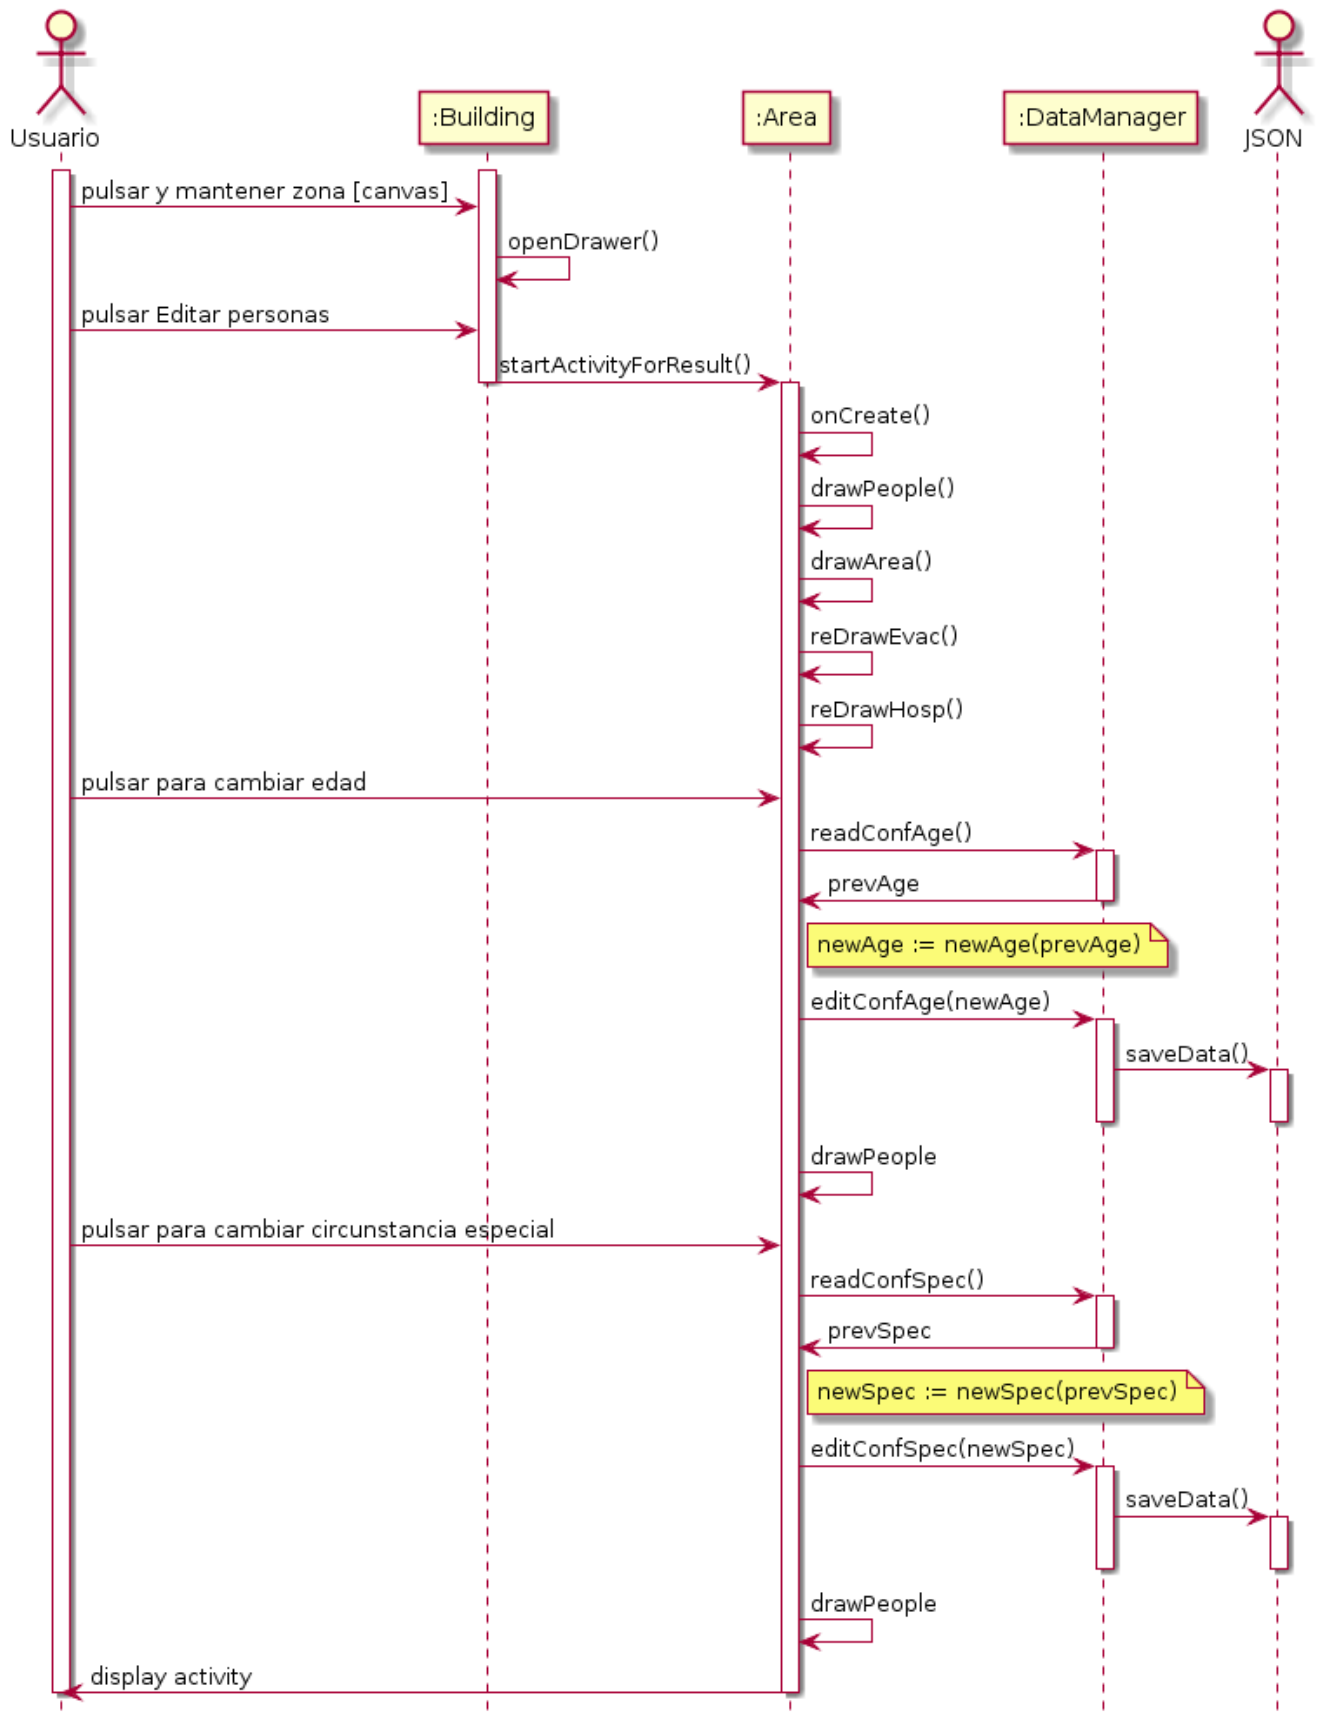 Usuario
:Building
:Area
:DataManager
JSON
pulsar y mantener zona [canvas]
openDrawer()
pulsar Editar personas
startActivityForResult()
onCreate()
drawPeople()
drawArea()
reDrawEvac()
reDrawHosp()
pulsar para cambiar edad
readConfAge()
prevAge
newAge := newAge(prevAge)
editConfAge(newAge)
saveData()
drawPeople
pulsar para cambiar circunstancia especial
readConfSpec()
prevSpec
newSpec := newSpec(prevSpec)
editConfSpec(newSpec)
saveData()
drawPeople
display activity